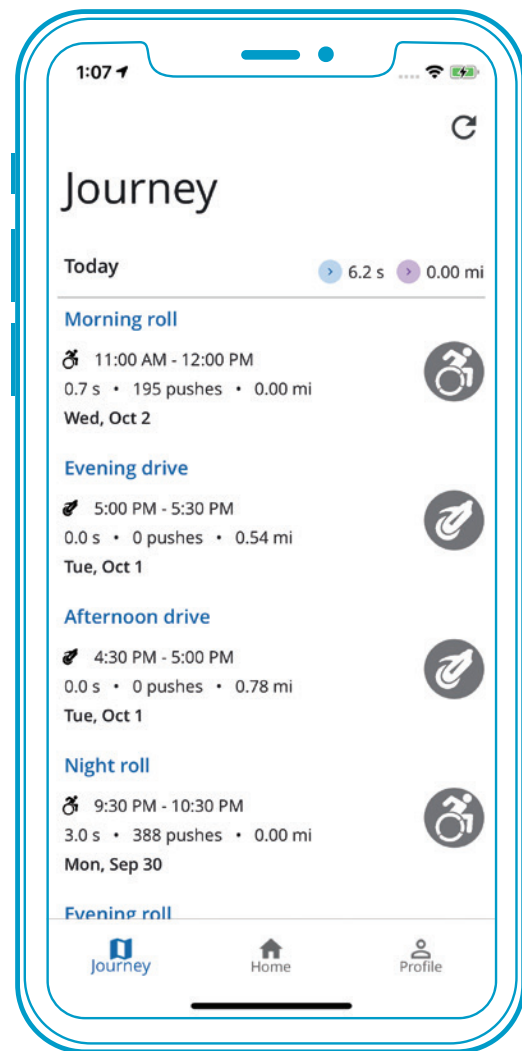 1:07
Journey
Today 6.2 s 0.00 mi
Morning roll
11:00 AM - 12:00 PM
0.7 s • 195 pushes • 0.00 mi
Wed, Oct 2
Evening drive
5:00 PM - 5:30 PM
0.0 s • 0 pushes • 0.54 mi
Tue, Oct 1
Afternoon drive
4:30 PM - 5:00 PM
0.0 s • 0 pushes • 0.78 mi
Tue, Oct 1
Night roll
9:30 PM - 10:30 PM
3.0 s • 388 pushes • 0.00 mi
Mon, Sep 30
Evening roll
Journey Home Profile